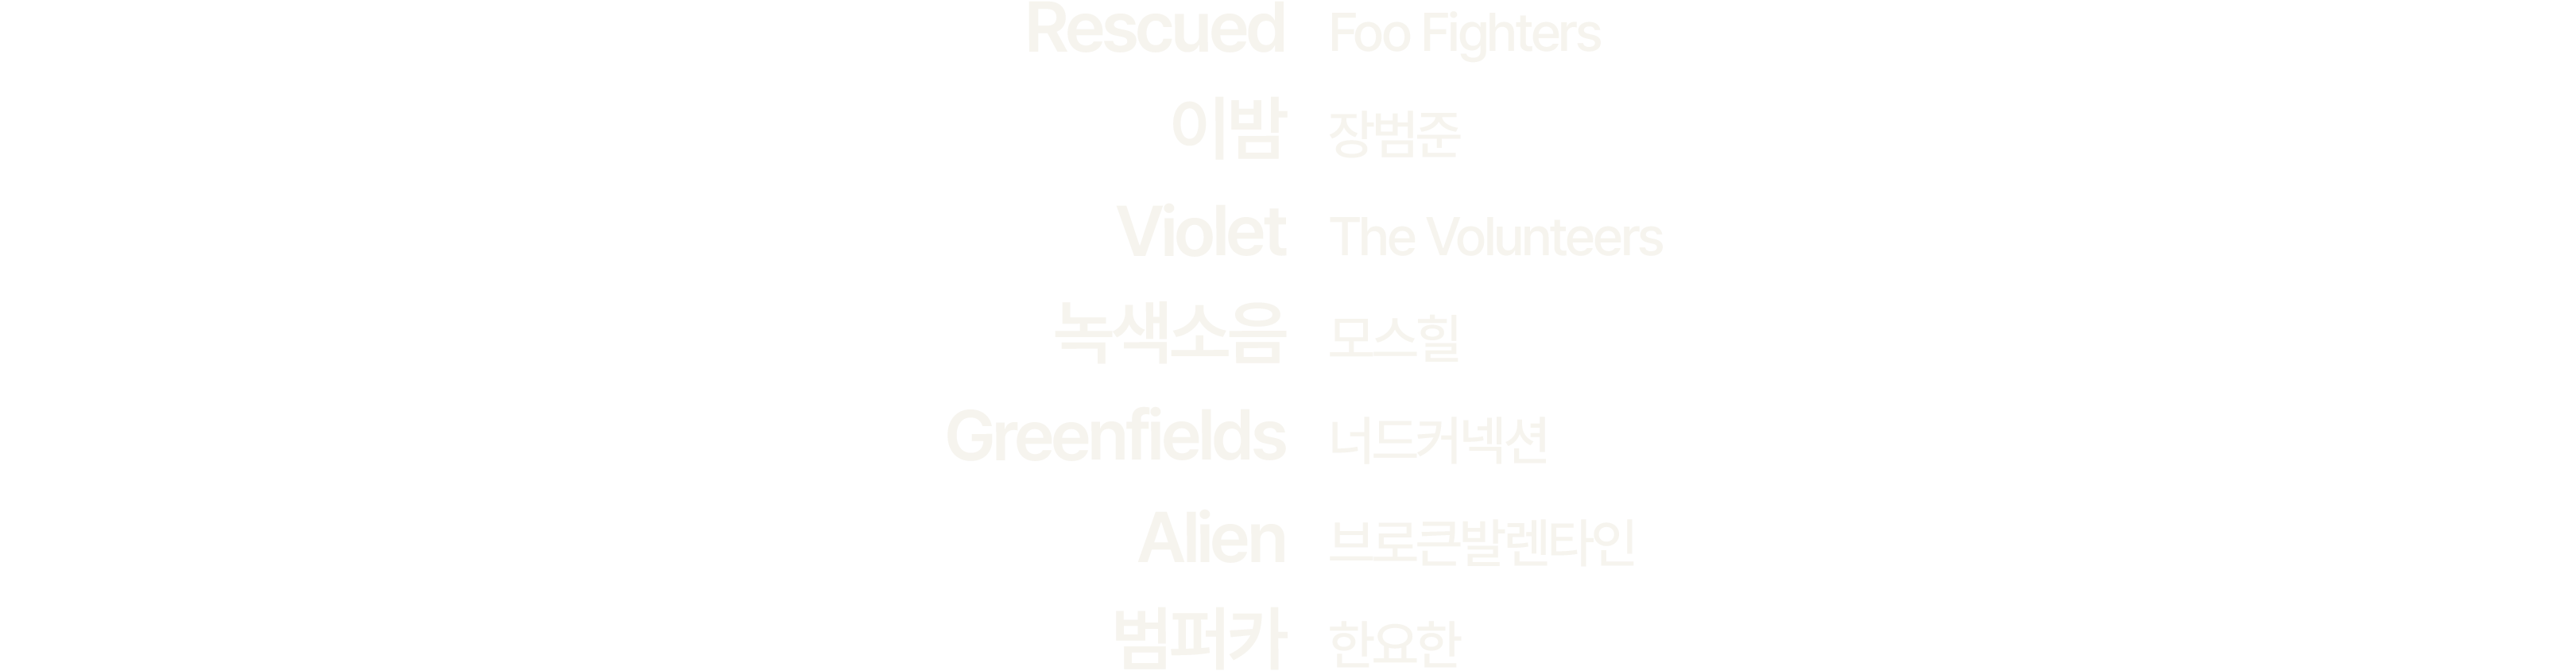 Rescued Foo Fighters
이밤 장범준
Violet The Volunteers
녹색소음 모스힐
Greenfields 너드커넥션
Alien 브로큰발렌타인
범퍼카 한요한